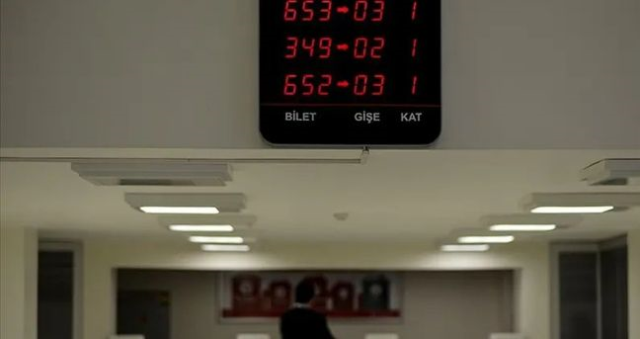 653→03 1
349→02 1
652→03 1
BİLET GİŞE KAT